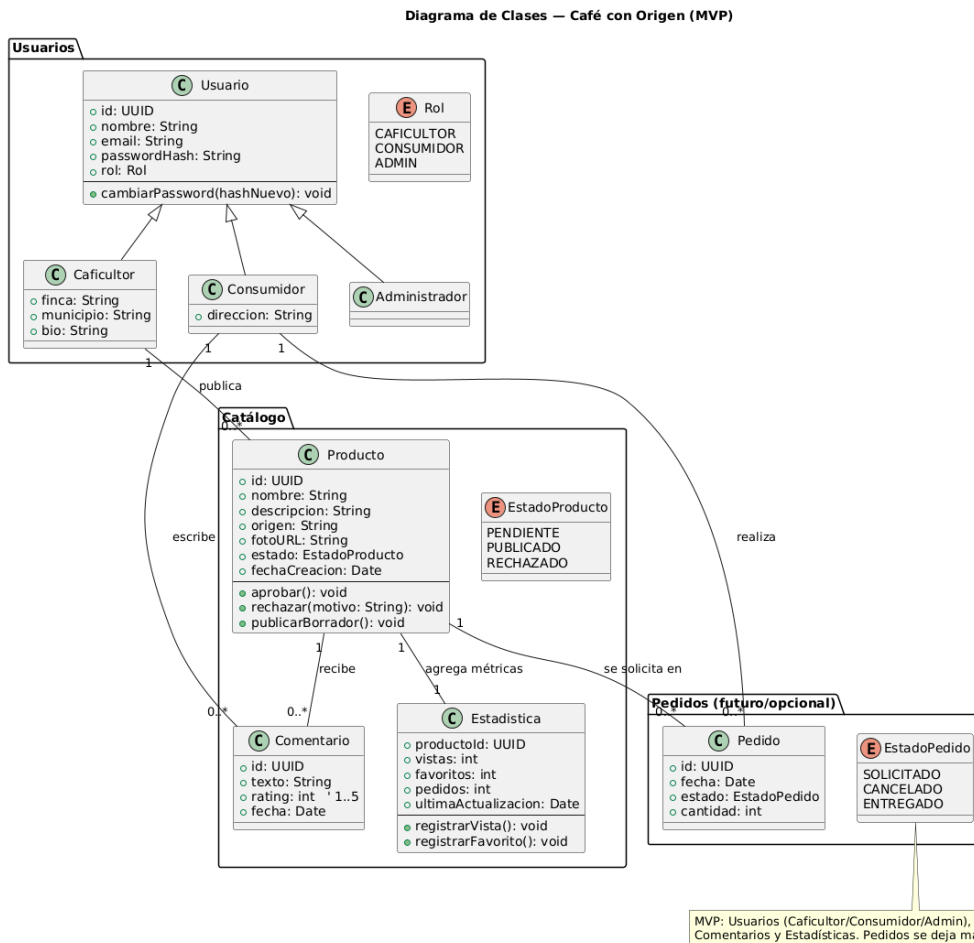 Diagrama de Clases — Café con Origen (MVP)
Usuarios
C Usuario
id: UUID
nombre: String
email: String
passwordHash: String
rol: Rol
cambiarPassword(hashNuevo): void
E Rol
CAFICULTOR
CONSUMIDOR
ADMIN
C Caficultor
finca: String
municipio: String
bio: String
C Consumidor
direccion: String
C Administrador
1
1
1
publica
0..*
Catálogo
C Producto
id: UUID
nombre: String
descripcion: String
origen: String
fotoURL: String
estado: EstadoProducto
fechaCreacion: Date
aprobar(): void
rechazar(motivo: String): void
publicarBorrador(): void
E EstadoProducto
PENDIENTE
PUBLICADO
RECHAZADO
escribe
realiza
1
1
1
recibe
agrega métricas
se solicita en
1
0..*
0..*
0..*
0..*
Pedidos (futuro/opcional)
C Comentario
id: UUID
texto: String
rating: int ' 1..5
fecha: Date
C Estadistica
productoId: UUID
vistas: int
favoritos: int
pedidos: int
ultimaActualizacion: Date
registrarVista(): void
registrarFavorito(): void
C Pedido
id: UUID
fecha: Date
estado: EstadoPedido
cantidad: int
E EstadoPedido
SOLICITADO
CANCELADO
ENTREGADO
MVP: Usuarios (Caficultor/Consumidor/Admin),
Comentarios y Estadísticas. Pedidos se deja